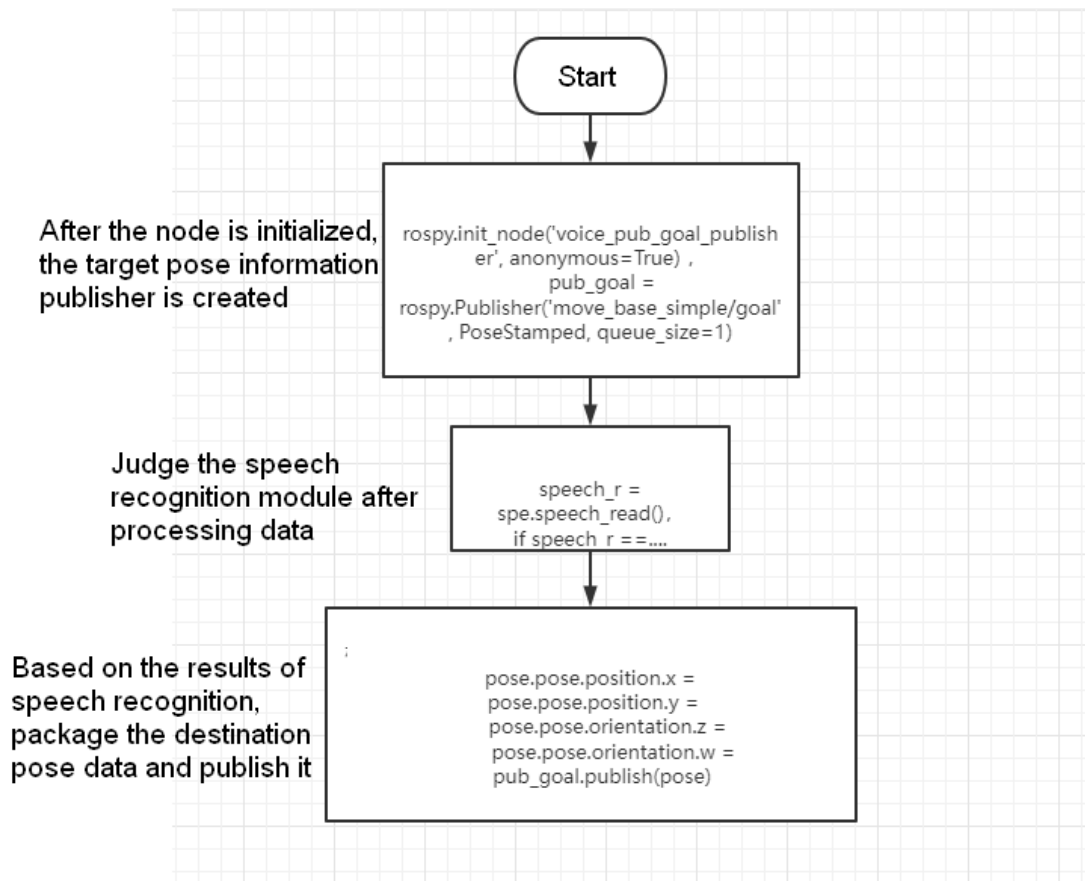 Start
After the node is initialized,
the target pose information
publisher is created
rospy.init_node('voice_pub_goal_publish
er', anonymous=True) ,
pub_goal =
rospy.Publisher('move_base_simple/goal'
, PoseStamped, queue_size=1)
Judge the speech
recognition module after
processing data
speech_r =
spe.speech_read(),
if speech_r ==....
Based on the results of
speech recognition,
package the destination
pose data and publish it
;
pose.pose.position.x =
pose.pose.position.y =
pose.pose.orientation.z =
pose.pose.orientation.w =
pub_goal.publish(pose)